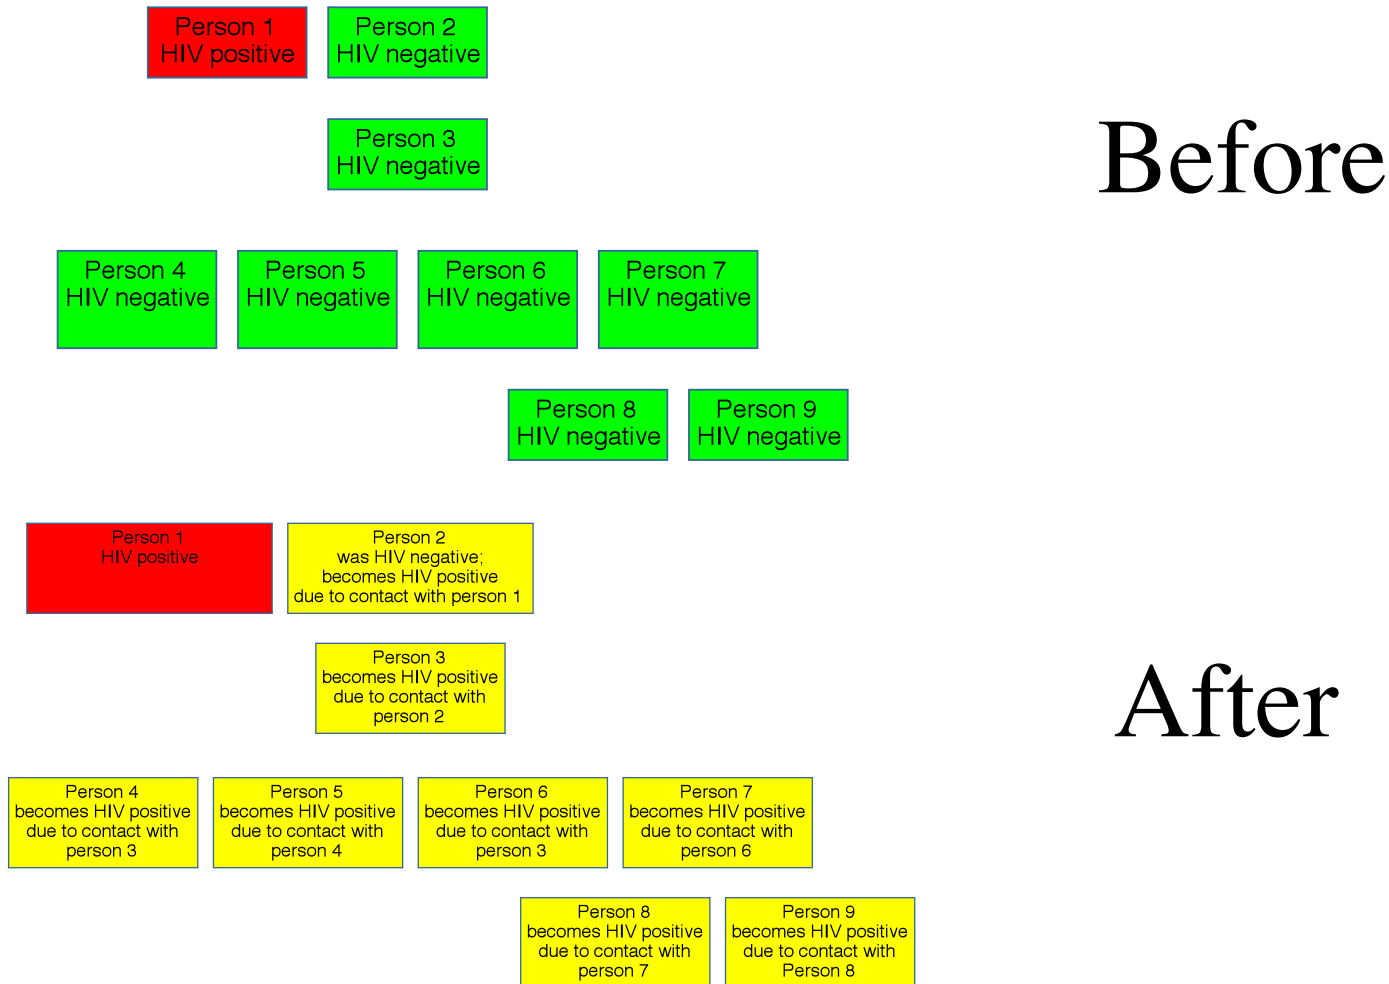 Person 1
HIV positive
Person 2
HIV negative
Person 3
HIV negative
Before
Person 4
HIV negative
Person 5
HIV negative
Person 6
HIV negative
Person 7
HIV negative
Person 8
HIV negative
Person 9
HIV negative
Person 1
HIV positive
Person 2
was HIV negative;
becomes HIV positive
due to contact with person 1
Person 3
becomes HIV positive
due to contact with
person 2
After
Person 4
becomes HIV positive
due to contact with
person 3
Person 5
becomes HIV positive
due to contact with
person 4
Person 6
becomes HIV positive
due to contact with
person 3
Person 7
becomes HIV positive
due to contact with
person 6
Person 8
becomes HIV positive
due to contact with
person 7
Person 9
becomes HIV positive
due to contact with
Person 8